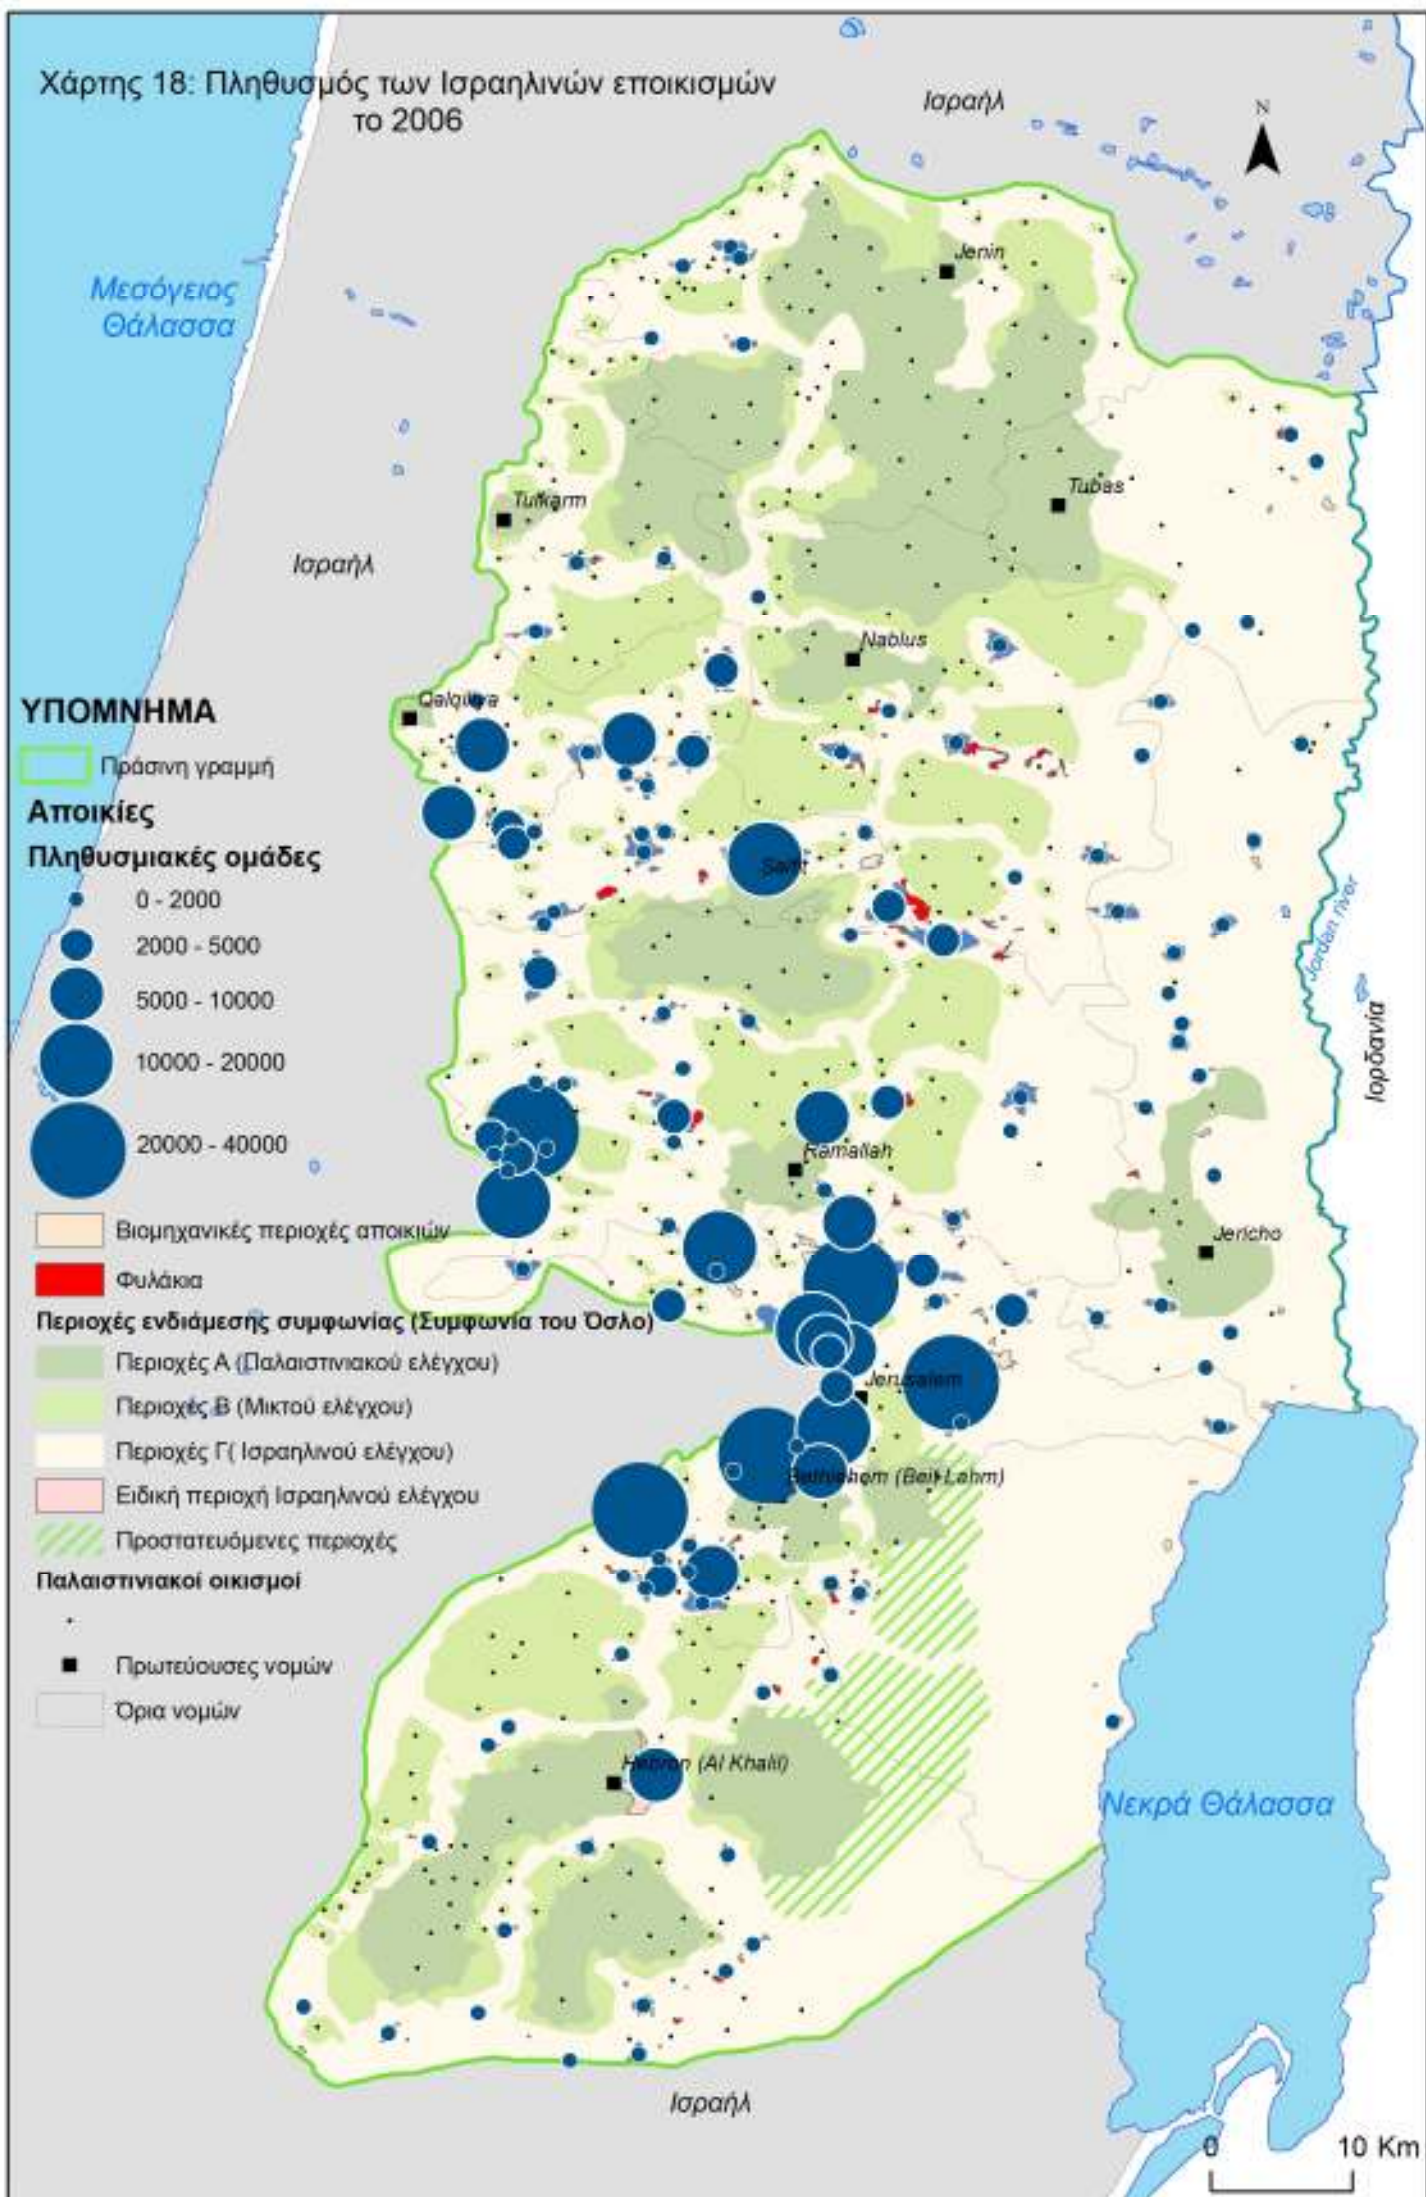 Χάρτης 18: Πληθυσμός των Ισραηλινών εποικισμών
το 2006
Ισραήλ
N
Μεσόγειος
Θάλασσα
Jenin
Tulkarm
Tubas
Ισραήλ
Nablus
Qalqiliya
ΥΠΟΜΝΗΜΑ
Πράσινη γραμμή
Αποικίες
Πληθυσμιακές ομάδες
0 - 2000
2000 - 5000
5000 - 10000
10000 - 20000
20000 - 40000
Βιομηχανικές περιοχές αποικιών
Φυλάκια
Περιοχές ενδιάμεσης συμφωνίας (Συμφωνία του Όσλο)
Περιοχές Α (Παλαιστινιακού ελέγχου)
Περιοχές Β (Μικτού ελέγχου)
Περιοχές Γ( Ισραηλινού ελέγχου)
Ειδική περιοχή Ισραηλινού ελέγχου
Προστατευόμενες περιοχές
Παλαιστινιακοί οικισμοί
Πρωτεύουσες νομών
Όρια νομών
Salfit
Jordan river
Ιορδανία
Ramallah
Jericho
Jerusalem
Bethlehem (Beit Lahm)
Hebron (Al Khalil)
Νεκρά Θάλασσα
Ισραήλ
0 10 Km